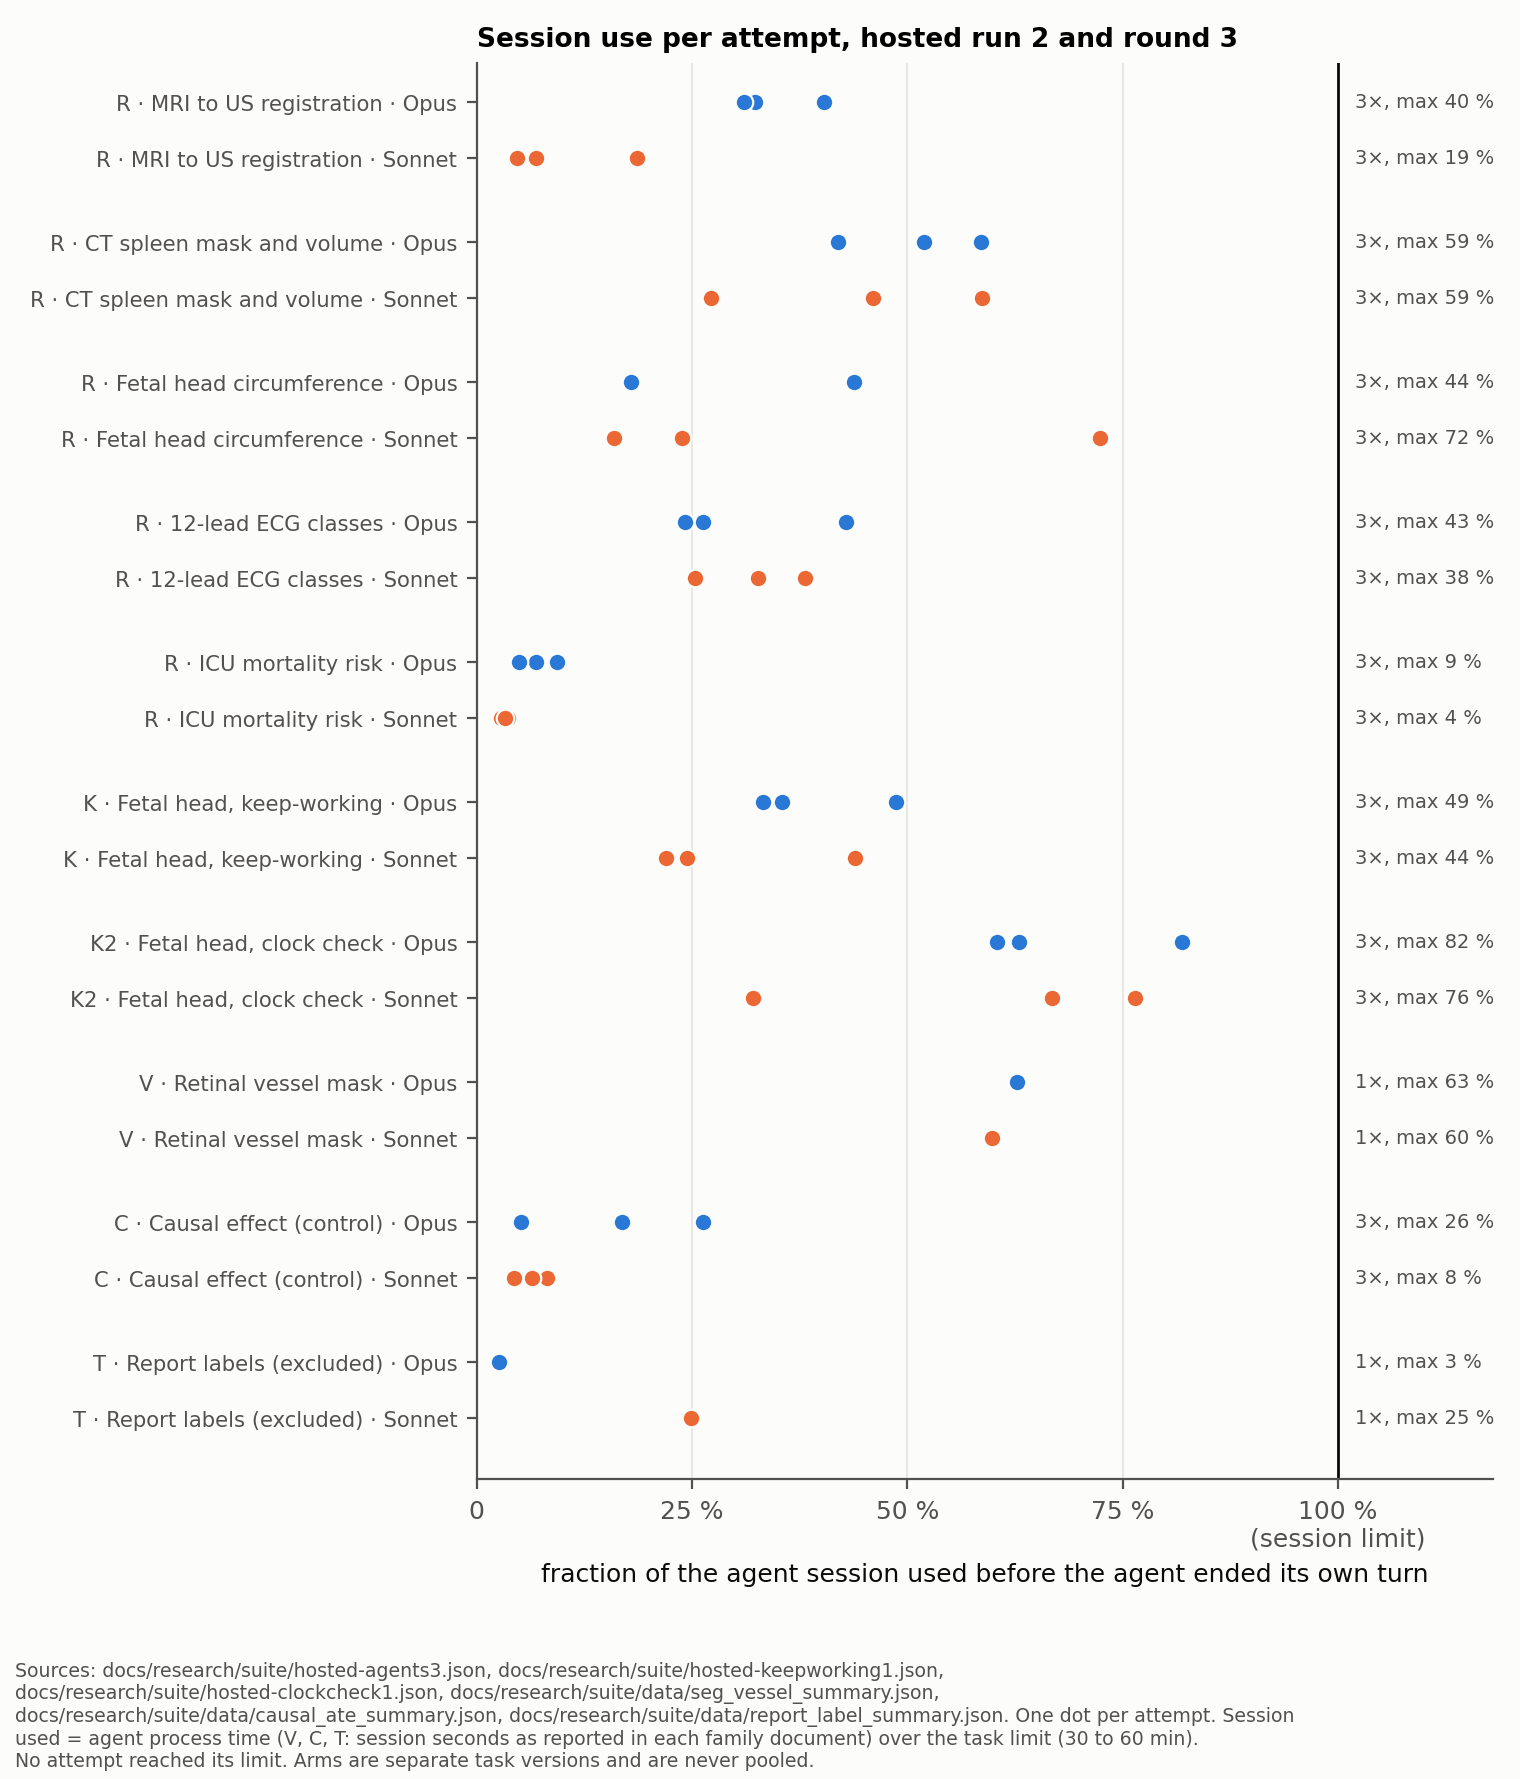 Session use per attempt, hosted run 2 and round 3
R · MRI to US registration · Opus 3×, max 40 %
R · MRI to US registration · Sonnet 3×, max 19 %
R · CT spleen mask and volume · Opus 3×, max 59 %
R · CT spleen mask and volume · Sonnet 3×, max 59 %
R · Fetal head circumference · Opus 3×, max 44 %
R · Fetal head circumference · Sonnet 3×, max 72 %
R · 12-lead ECG classes · Opus 3×, max 43 %
R · 12-lead ECG classes · Sonnet 3×, max 38 %
R · ICU mortality risk · Opus 3×, max 9 %
R · ICU mortality risk · Sonnet 3×, max 4 %
K · Fetal head, keep-working · Opus 3×, max 49 %
K · Fetal head, keep-working · Sonnet 3×, max 44 %
K2 · Fetal head, clock check · Opus 3×, max 82 %
K2 · Fetal head, clock check · Sonnet 3×, max 76 %
V · Retinal vessel mask · Opus 1×, max 63 %
V · Retinal vessel mask · Sonnet 1×, max 60 %
C · Causal effect (control) · Opus 3×, max 26 %
C · Causal effect (control) · Sonnet 3×, max 8 %
T · Report labels (excluded) · Opus 1×, max 3 %
T · Report labels (excluded) · Sonnet 1×, max 25 %
0 25 % 50 % 75 % 100 %
(session limit)
fraction of the agent session used before the agent ended its own turn
Sources: docs/research/suite/hosted-agents3.json, docs/research/suite/hosted-keepworking1.json,
docs/research/suite/hosted-clockcheck1.json, docs/research/suite/data/seg_vessel_summary.json,
docs/research/suite/data/causal_ate_summary.json, docs/research/suite/data/report_label_summary.json. One dot per attempt. Session
used = agent process time (V, C, T: session seconds as reported in each family document) over the task limit (30 to 60 min).
No attempt reached its limit. Arms are separate task versions and are never pooled.